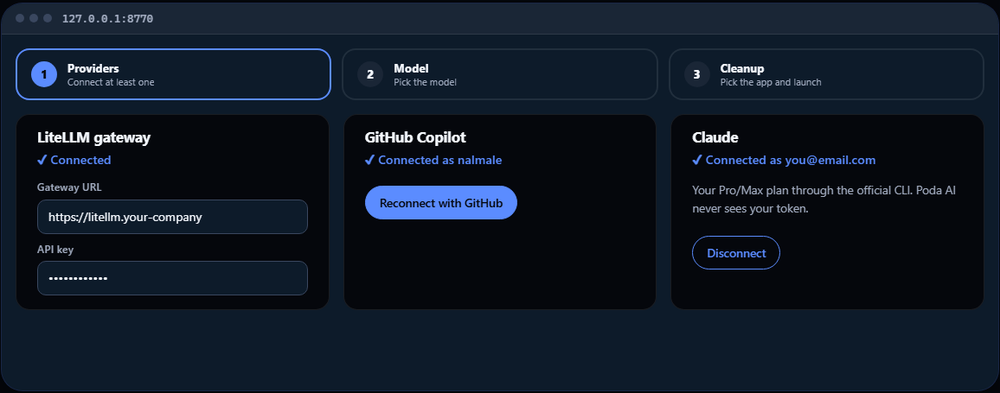 127.0.0.1:8770
1
Providers
Connect at least one
2
Model
Pick the model
3
Cleanup
Pick the app and launch
LiteLLM gateway
✓ Connected
Gateway URL
https://litellm.your-company
API key
••••••••••••
GitHub Copilot
✓ Connected as nalmale
Reconnect with GitHub
Claude
✓ Connected as you@email.com
Your Pro/Max plan through the official CLI. Poda AI
never sees your token.
Disconnect